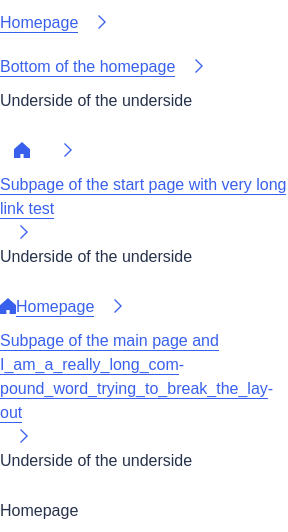 Homepage
Bottom of the homepage
Underside of the underside
Subpage of the start page with very long
link test
Underside of the underside
Homepage
Subpage of the main page and
I_am_a_really_long_com-
pound_word_trying_to_break_the_lay-
out
Underside of the underside
Homepage